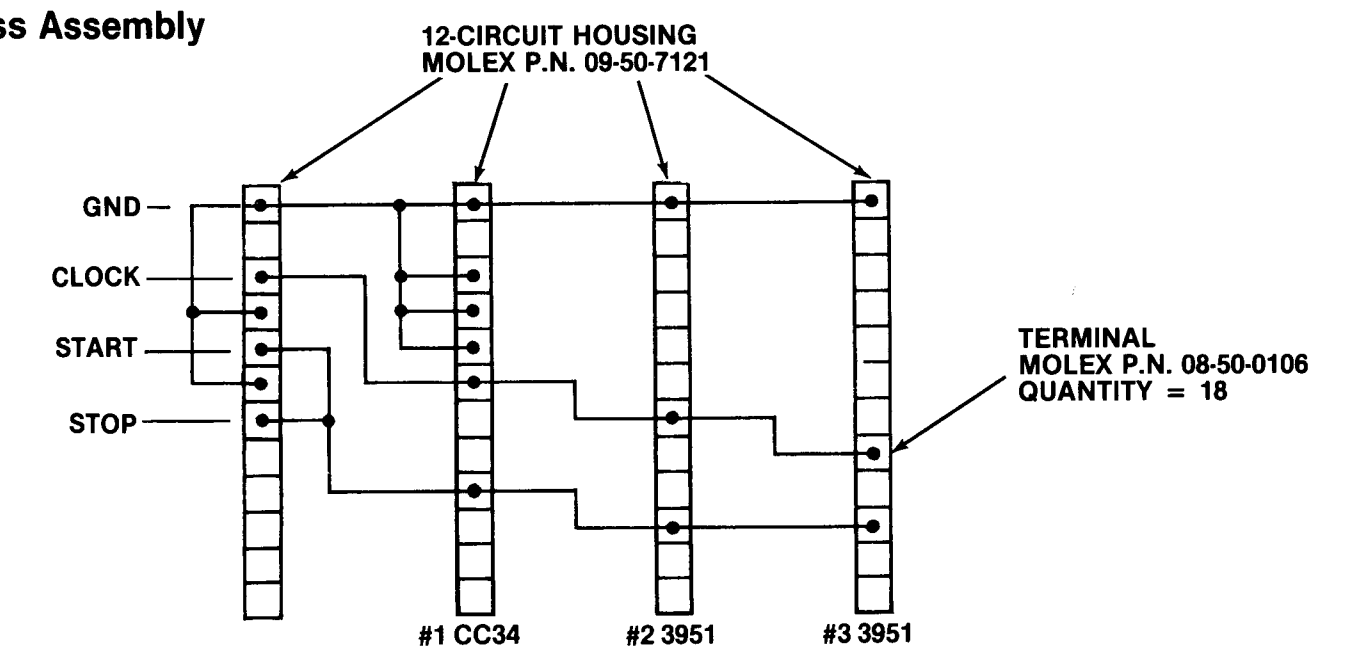 ss Assembly
12-CIRCUIT HOUSING
MOLEX P.N. 09-50-7121
GND
CLOCK
START
STOP
TERMINAL
MOLEX P.N. 08-50-0106
QUANTITY = 18
#1 CC34
#2 3951
#3 3951